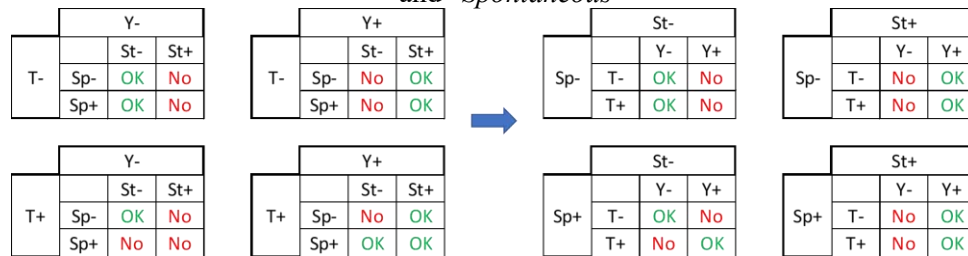 and "Spontaneous"
Y- Y+ St- St+
St- St+ St- St+ Y- Y+ Y- Y+
T- Sp- OK No T- Sp- No OK Sp- T- OK No Sp- T- No OK
Sp+ OK No Sp+ No OK T+ OK No T+ No OK
Y- Y+ St- St+
St- St+ St- St+ Y- Y+ Y- Y+
T+ Sp- OK No T+ Sp- No OK Sp+ T- OK No Sp+ T- No OK
Sp+ No No Sp+ OK OK T+ No OK T+ No OK